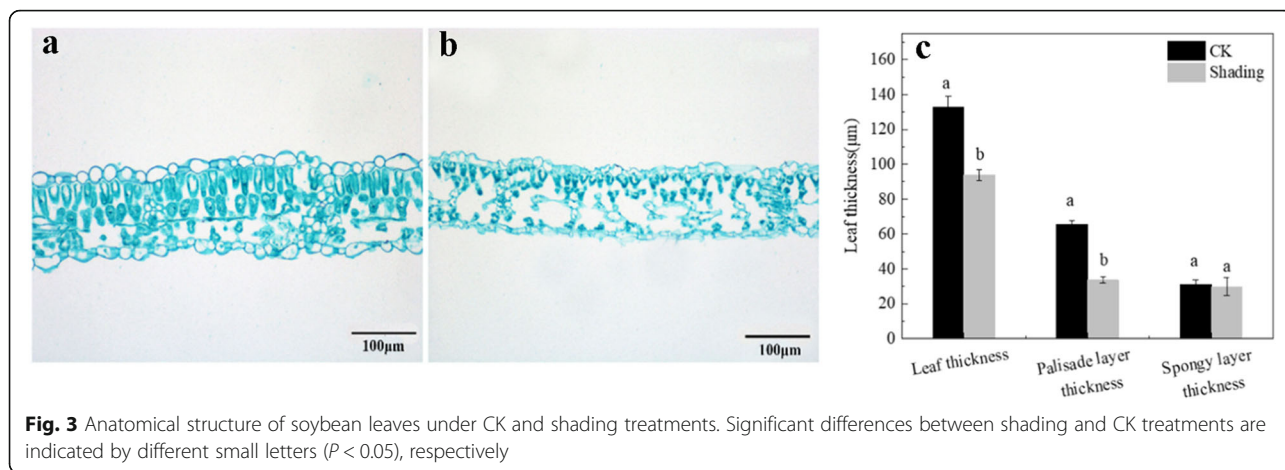 a
b
100μm
100μm
c
CK
Shading
Leaf thickness(μm)
160
140
120
100
80
60
40
20
0
a
b
a
b
a
a
Leaf thickness
Palisade layer
thickness
Spongy layer
thickness
Fig. 3 Anatomical structure of soybean leaves under CK and shading treatments. Significant differences between shading and CK treatments are
indicated by different small letters (P < 0.05), respectively